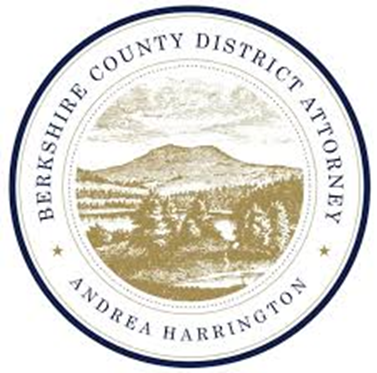 BERKSHIRE COUNTY DISTRICT ATTORNEY
ANDREA HARRINGTON